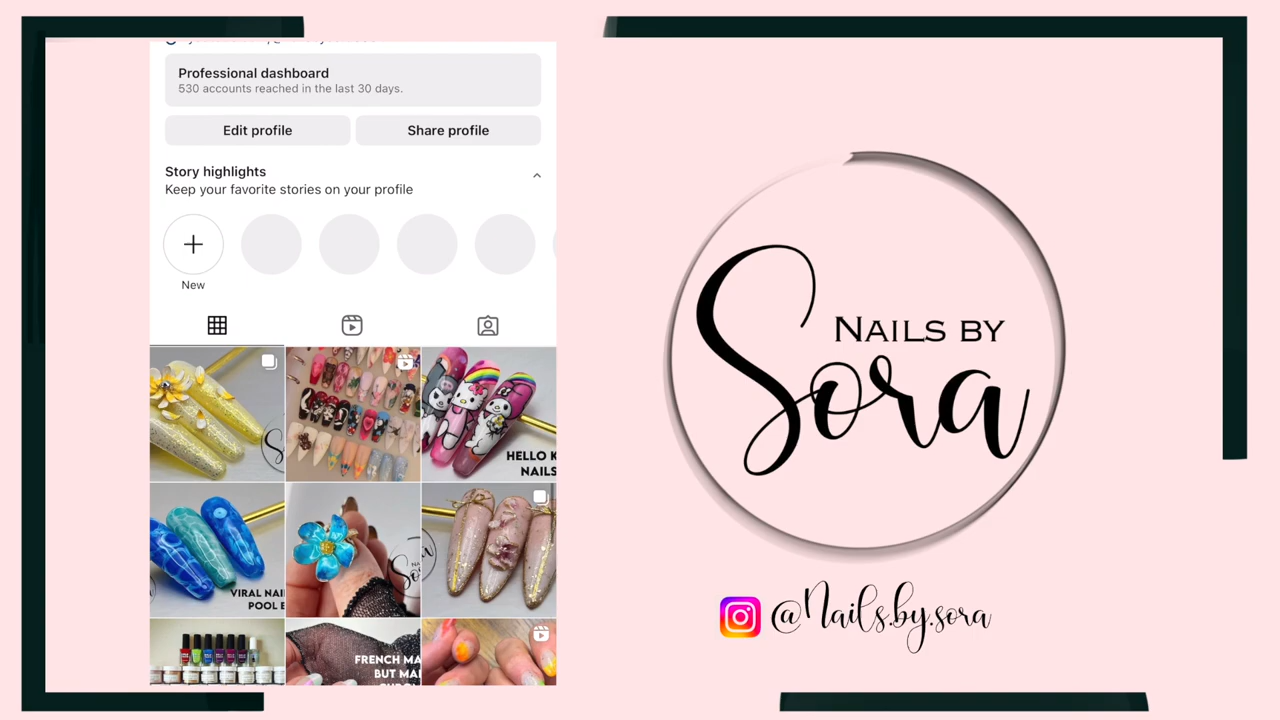 Professional dashboard
530 accounts reached in the last 30 days.
Edit profile
Share profile
Story highlights
Keep your favorite stories on your profile
New
HELLO K
NAILS
VIRAL NAI
POOL E
FRENCH MA
BUT MA
NAILS BY
Sora
@Nails.by.sora